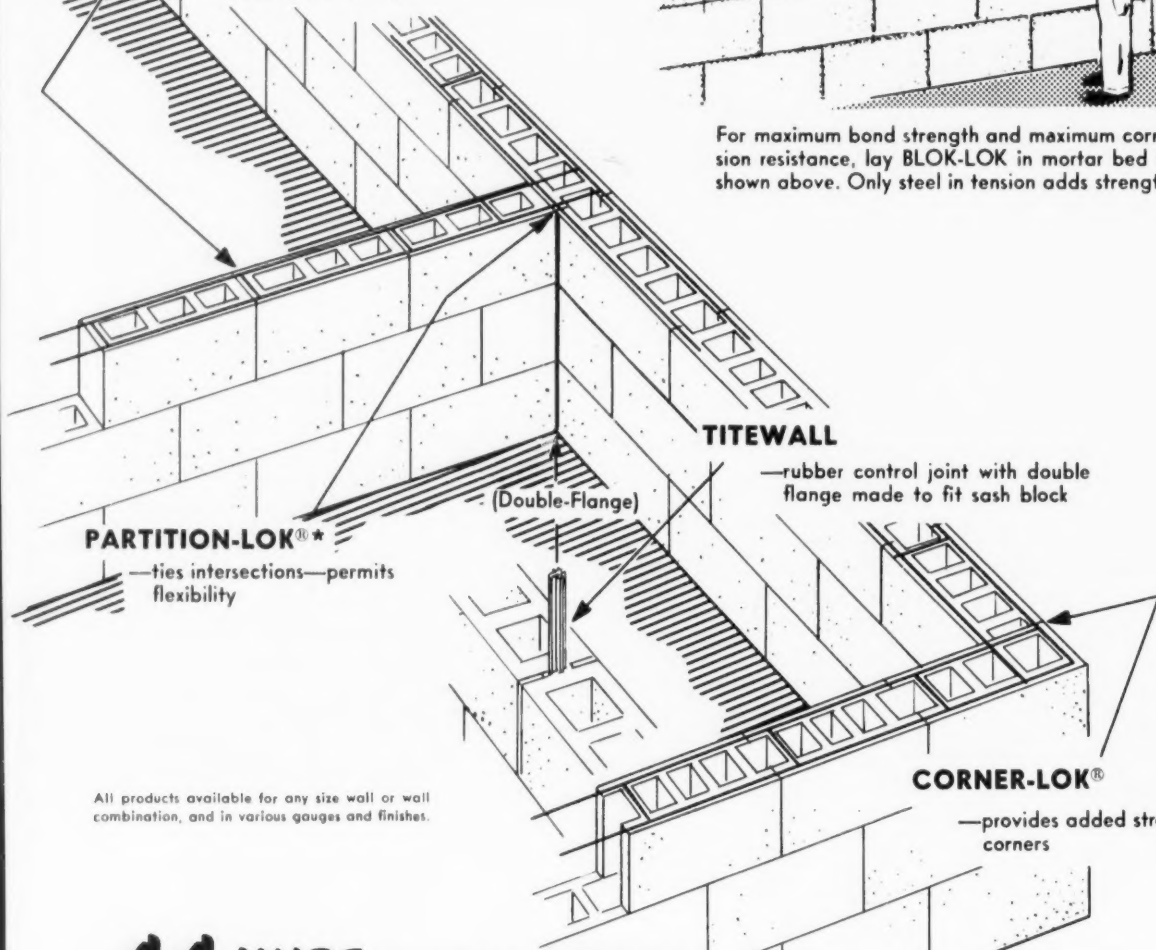 For maximum bond strength and maximum corr
sion resistance, lay BLOK-LOK in mortar bed
shown above. Only steel in tension adds strengt
TITEWALL
—rubber control joint with double
flange made to fit sash block
(Double-Flange)
PARTITION-LOK®*
—ties intersections—permits
flexibility
CORNER-LOK®
—provides added str
corners
All products available for any size wall or wall
combination, and in various gauges and finishes.